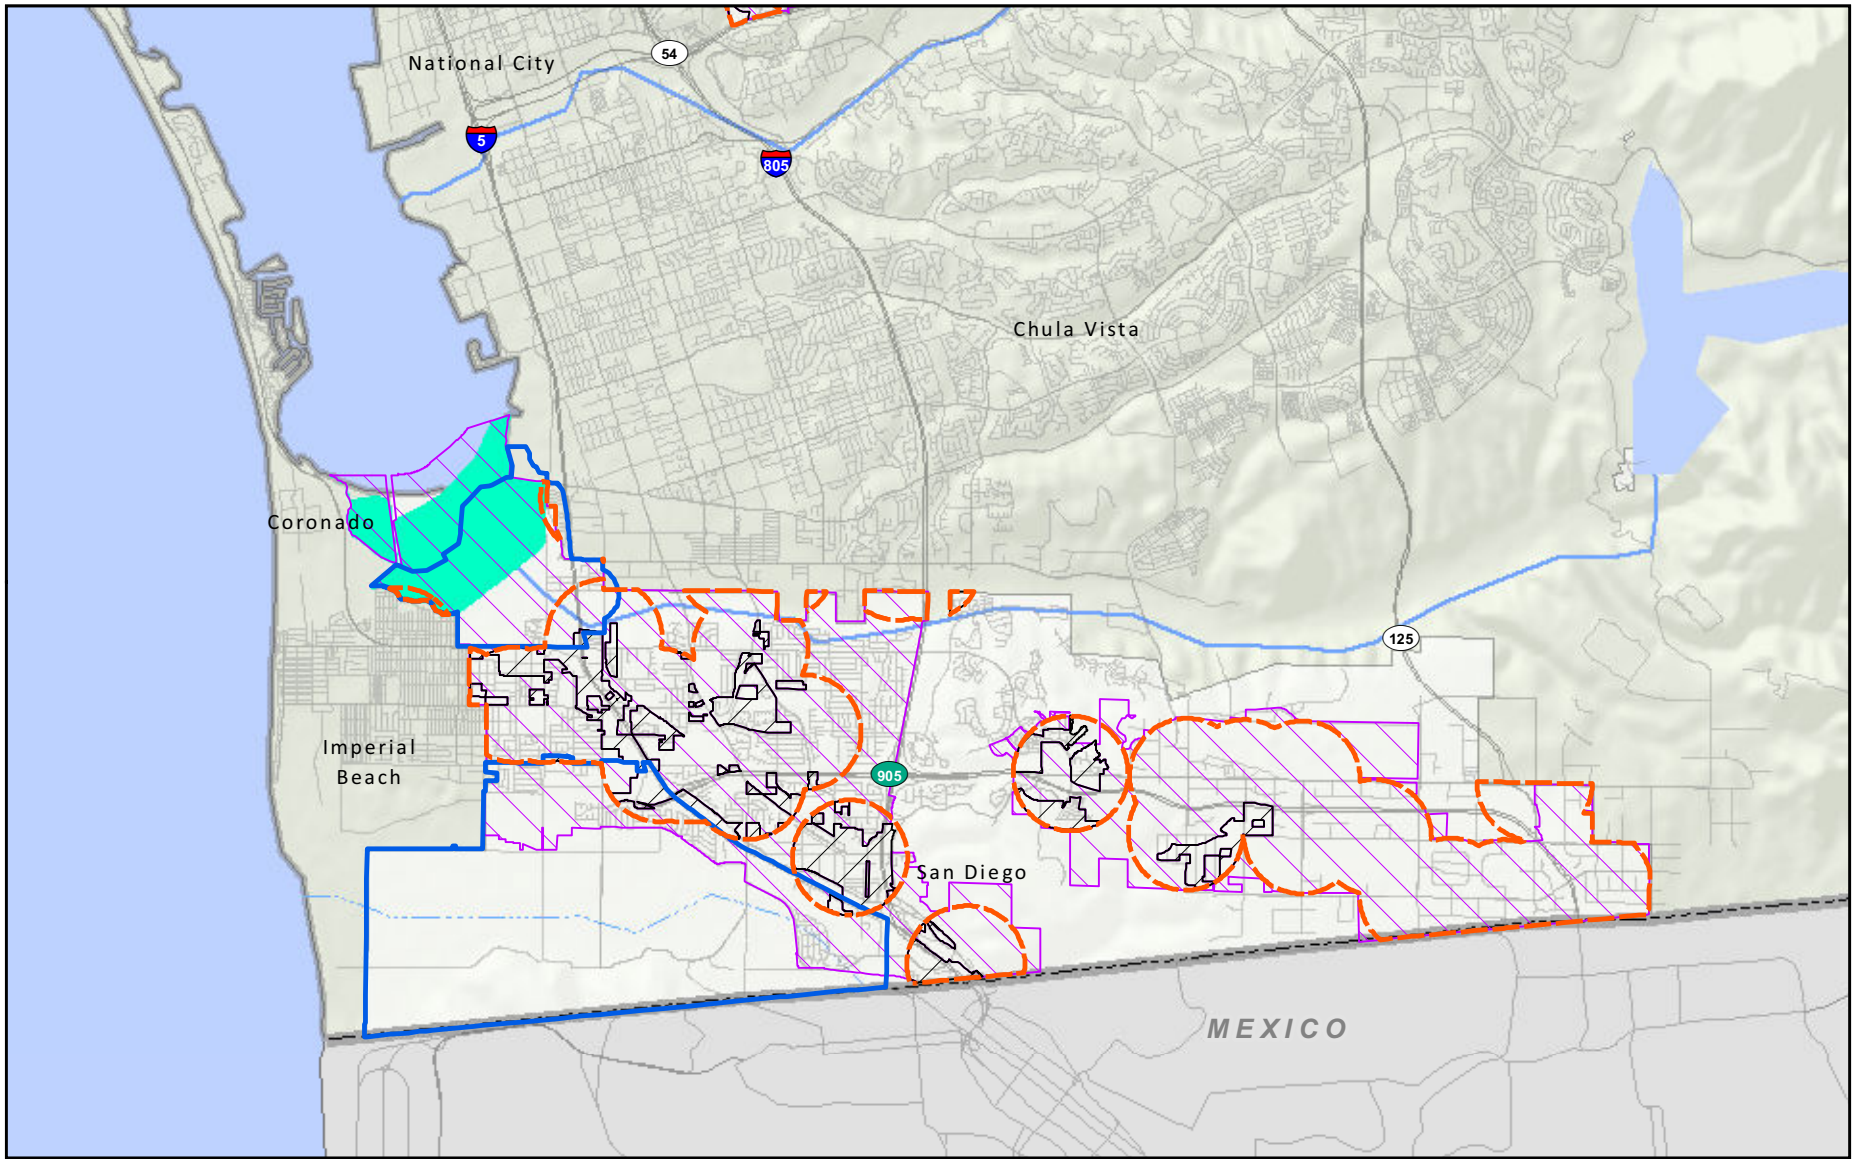 National City
54
5
805
Chula Vista
Coronado
125
Imperial
Beach
905
San Diego
MEXICO